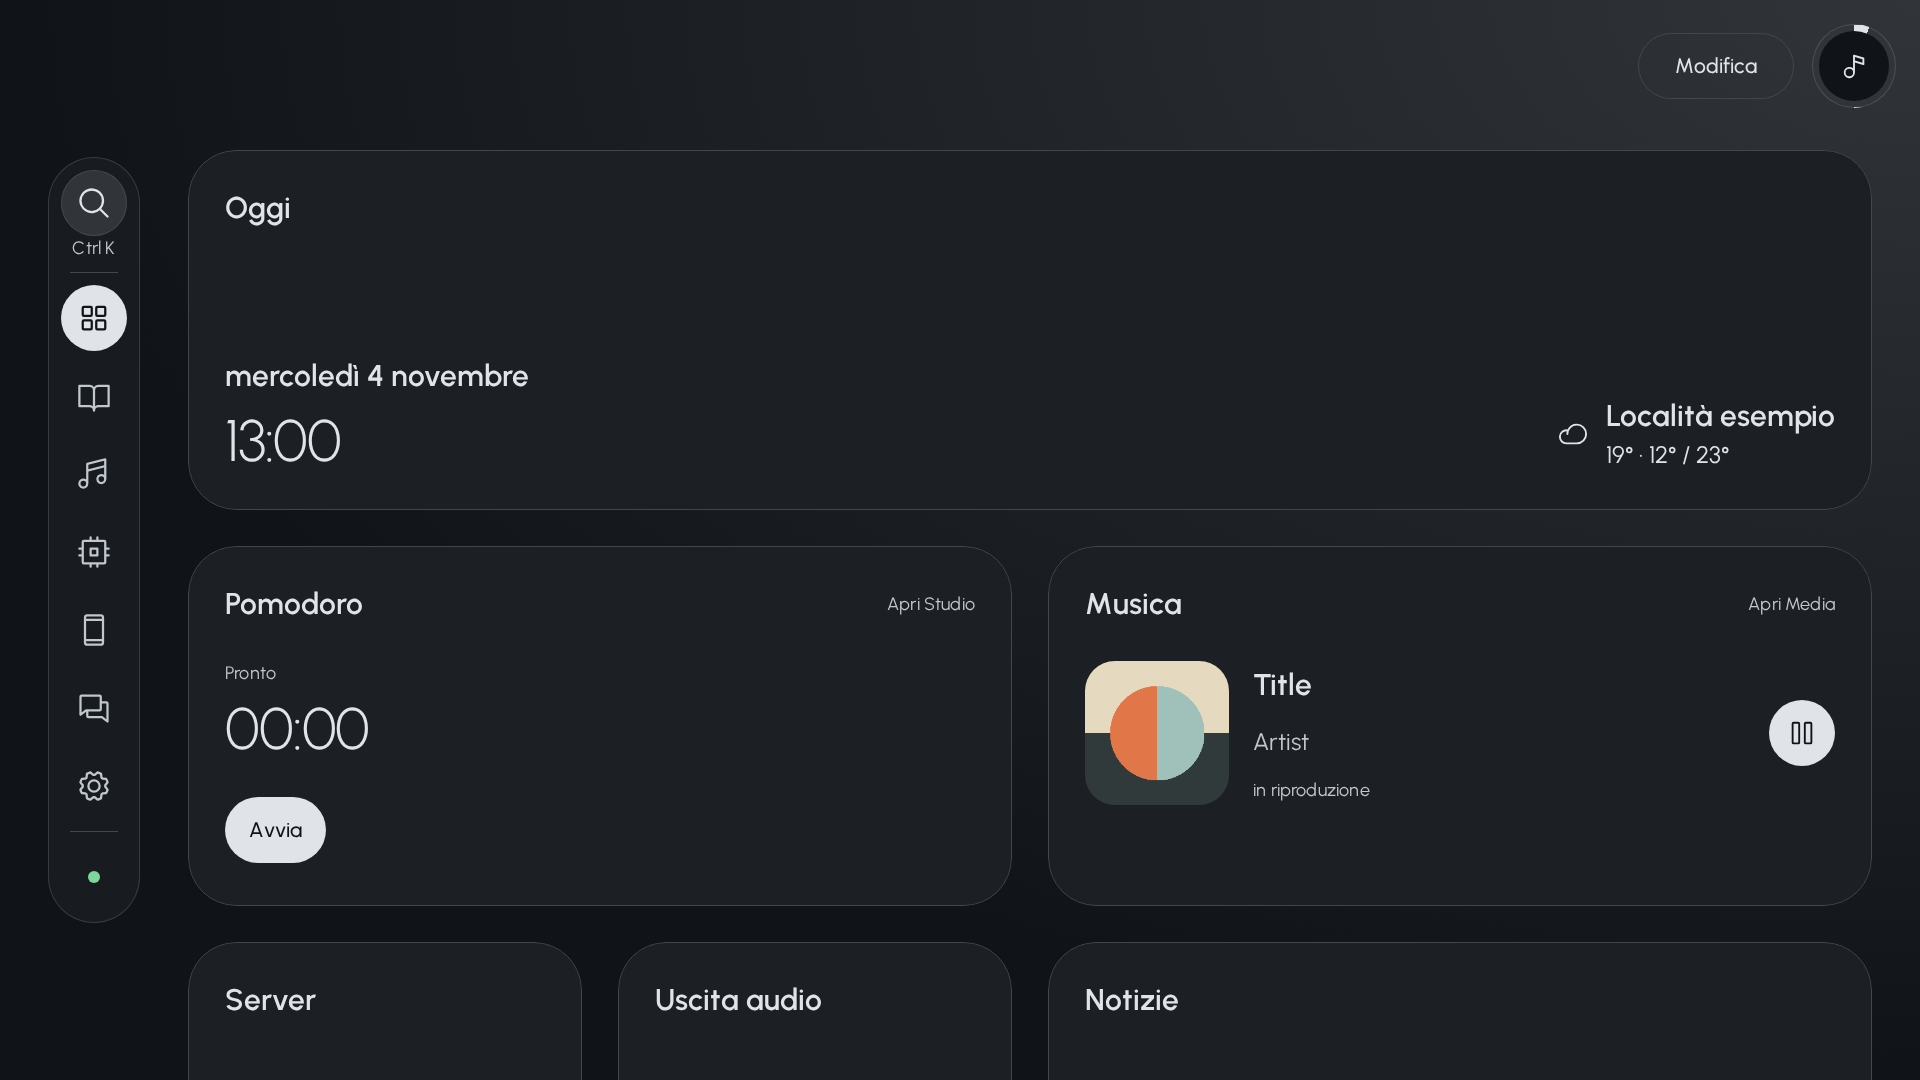 Modifica
Ctrl K
Oggi
mercoledì 4 novembre
13:00
Località esempio
19° · 12° / 23°
Pomodoro
Apri Studio
Pronto
00:00
Avvia
Musica
Apri Media
Title
Artist
in riproduzione
Server
Uscita audio
Notizie